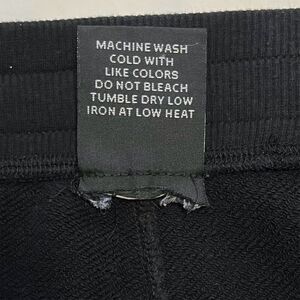 MACHINE WASH
COLD WITH
LIKE COLORS
DO NOT BLEACH
TUMBLE DRY LOW
IRON AT LOW HEAT